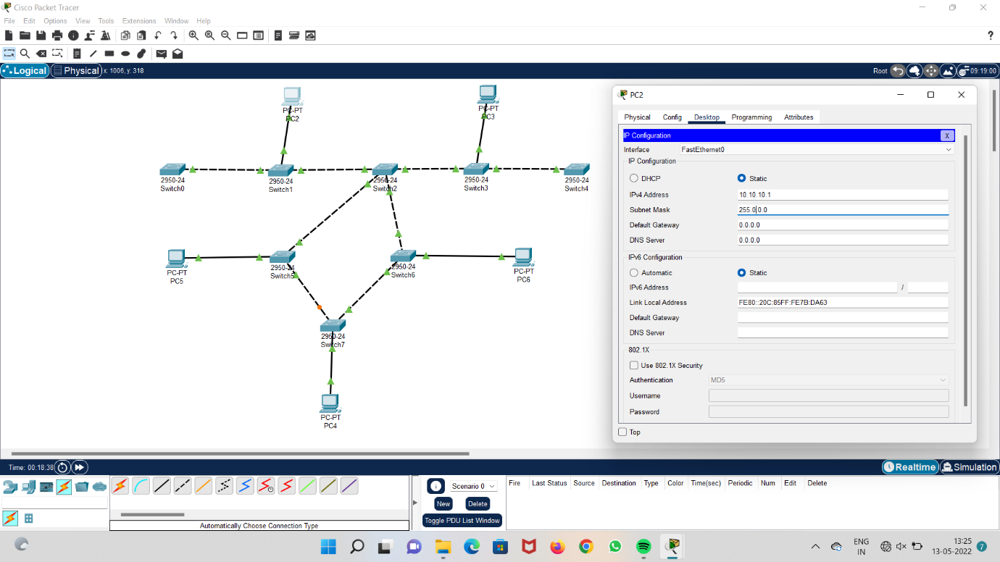 Cisco Packet Tracer
File Edit Options View Tools Extensions Window Help
?
Logical Physical x: 1006, y: 318 Root 09:19:00
PC-PT
PC2
PC-PT
PC3
2950-24
Switch0
2950-24
Switch1
2950-24
Switch2
2950-24
Switch3
2950-24
Switch4
PC-PT
PC5
2950-24
Switch5
2950-24
Switch6
PC-PT
PC6
2950-24
Switch7
PC-PT
PC4
PC2
Physical Config Desktop Programming Attributes
IP Configuration X
Interface FastEthernet0
IP Configuration
DHCP Static
IPv4 Address 10.10.10.1
Subnet Mask 255.0.0.0
Default Gateway 0.0.0.0
DNS Server 0.0.0.0
IPv6 Configuration
Automatic Static
IPv6 Address /
Link Local Address FE80::20C:85FF:FE7B:DA63
Default Gateway
DNS Server
802.1X
Use 802.1X Security
Authentication MD5
Username
Password
Top
Time: 00:18:38 Realtime Simulation
Scenario 0
New Delete
Toggle PDU List Window
Fire Last Status Source Destination Type Color Time(sec) Periodic Num Edit Delete
Automatically Choose Connection Type
ENG
IN
13:25
13-05-2022
7